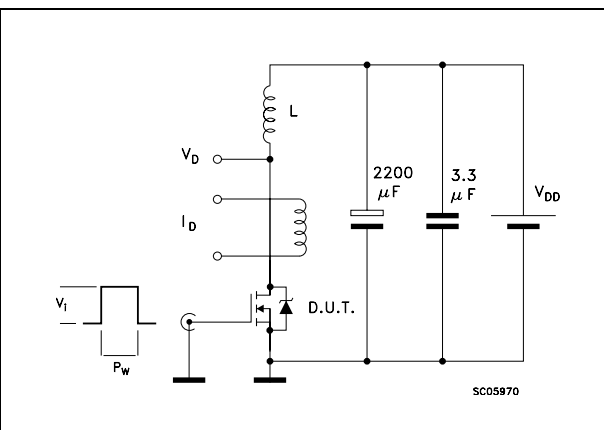 L
V_D
2200
μF
3.3
μF
V_DD
I_D
D.U.T.
V_i
P_W
SC05970